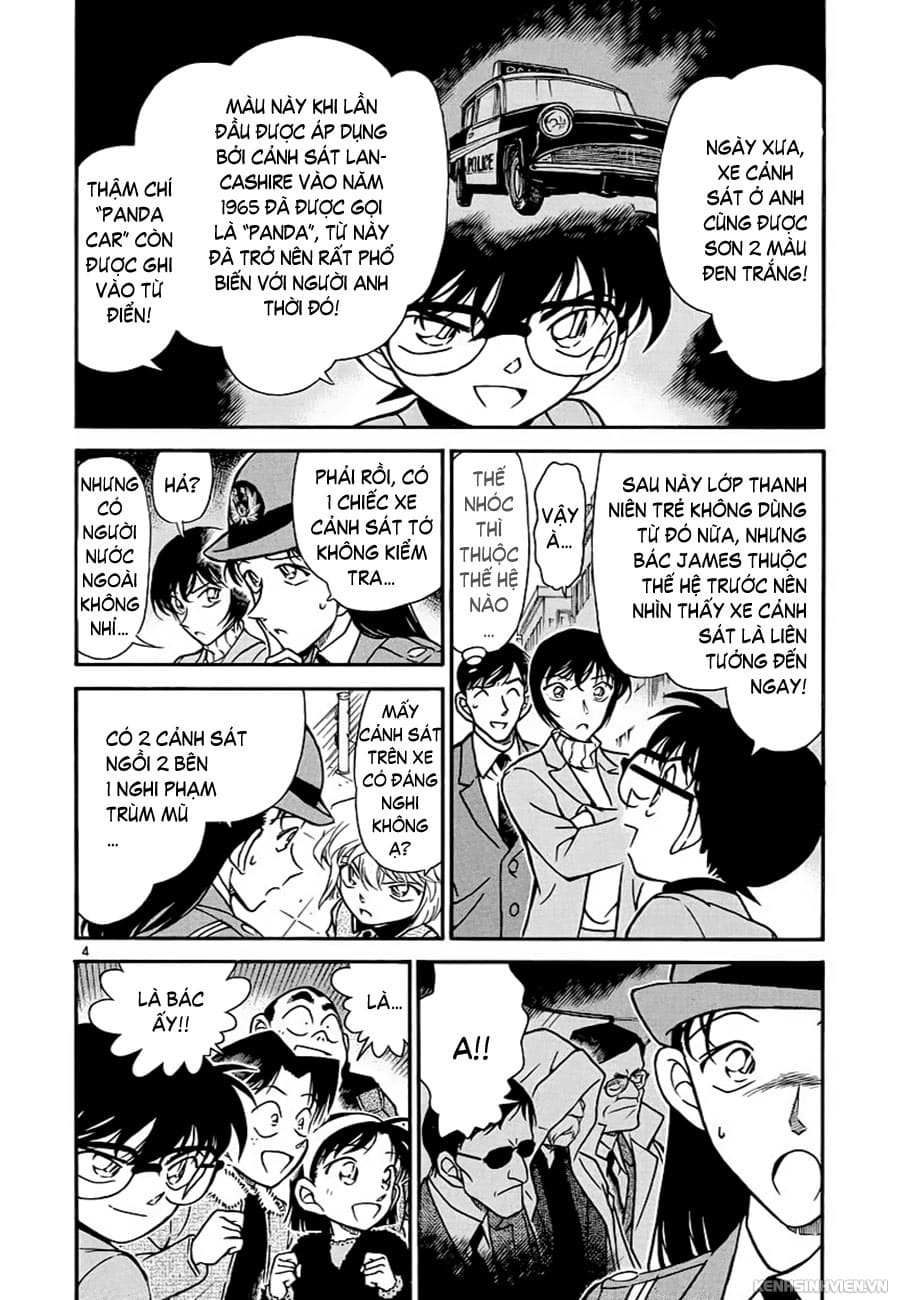 NGÀY XƯA,
XE CẢNH
SÁT Ở ANH
CŨNG ĐƯỢC
SƠN 2 MÀU
ĐEN TRẮNG!
POLICE
MÀU NÀY KHI LẦN
ĐẦU ĐƯỢC ÁP DỤNG
BỞI CẢNH SÁT LAN-
CASHIRE VÀO NĂM
1965 ĐÃ ĐƯỢC GỌI
LÀ "PANDA", TỪ NÀY
ĐÃ TRỞ NÊN RẤT PHỔ
BIẾN VỚI NGƯỜI ANH
THỜI ĐÓ!
THẬM CHÍ
"PANDA
CAR" CÒN
ĐƯỢC GHI
VÀO TỪ
ĐIỂN!
SAU NÀY LỚP THANH
NIÊN TRẺ KHÔNG DÙNG
TỪ ĐÓ NỮA, NHƯNG
BÁC JAMES THUỘC
THẾ HỆ TRƯỚC NÊN
NHÌN THẤY XE CẢNH
SÁT LÀ LIÊN
TƯỞNG ĐẾN
NGAY!
VẬY
À...
THẾ
NHÓC
THÌ
THUỘC
THẾ HỆ
NÀO
...
PHẢI RỒI, CÓ
1 CHIẾC XE
CẢNH SÁT TỚ
KHÔNG KIỂM
TRA...
HẢ?
NHƯNG
CÓ
NGƯỜI
NƯỚC
NGOÀI
KHÔNG
NHỈ...
MẤY
CẢNH SÁT
TRÊN XE
CÓ ĐÁNG
NGHI
KHÔNG
Ạ?
CÓ 2 CẢNH SÁT
NGỒI 2 BÊN
1 NGHI PHẠM
TRÙM MŨ
...
4
A!!
LÀ...
LÀ BÁC
ẤY!!
KENHSINHVIEN.VN